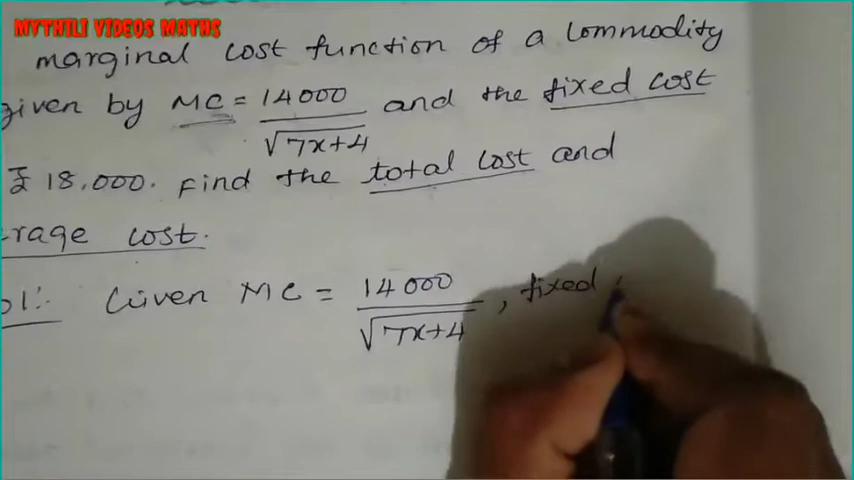 MYTHILI VIDEOS MATHS
marginal cost function of a commodity
given by MC = 14000/√7x+4 and the fixed cost
₹ 18,000. Find the total cost and
rage cost.
Given MC = 14000/√7x+4, fixed